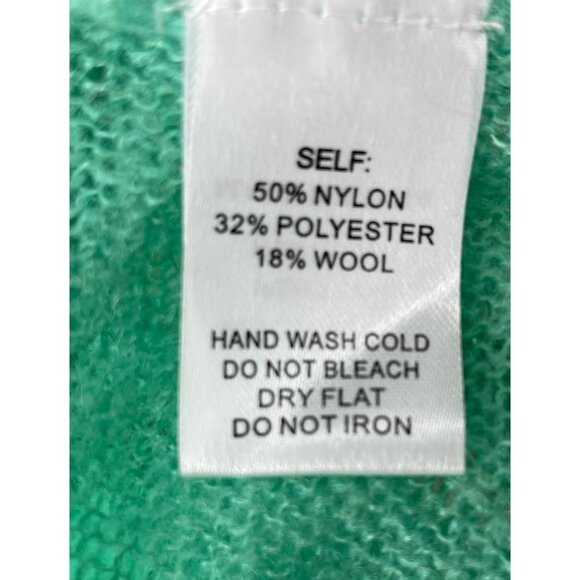 SELF:
50% NYLON
32% POLYESTER
18% WOOL
HAND WASH COLD
DO NOT BLEACH
DRY FLAT
DO NOT IRON